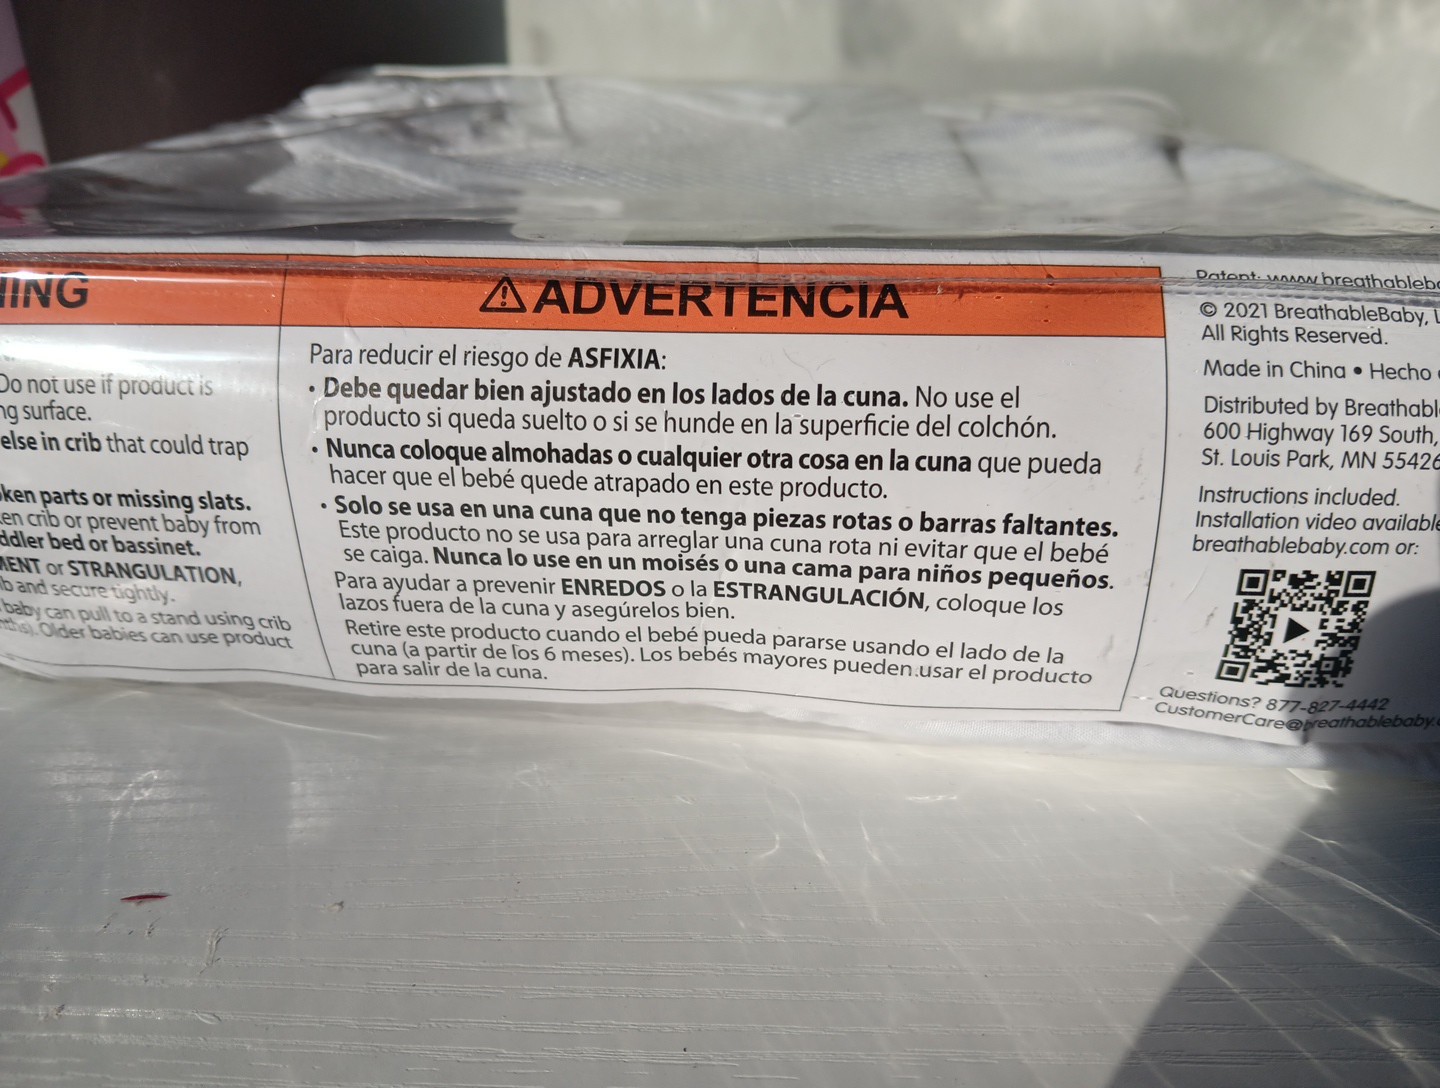 ADVERTENCIA
Do not use if product is
surface.
else in crib that could trap
parts or missing slats.
crib or prevent baby from
bed or bassinet.
or STRANGULATION,
and secure tightly.
baby can pull to a stand using crib
Older babies can use product
Para reducir el riesgo de ASFIXIA:
• Debe quedar bien ajustado en los lados de la cuna. No use el
producto si queda suelto o si se hunde en la superficie del colchón.
• Nunca coloque almohadas o cualquier otra cosa en la cuna que pueda
hacer que el bebé quede atrapado en este producto.
• Solo se usa en una cuna que no tenga piezas rotas o barras faltantes.
Este producto no se usa para arreglar una cuna rota ni evitar que el bebé
se caiga. Nunca lo use en un moisés o una cama para niños pequeños.
Para ayudar a prevenir ENREDOS o la ESTRANGULACIÓN, coloque los
lazos fuera de la cuna y asegúrelos bien.
Retire este producto cuando el bebé pueda pararse usando el lado de la
cuna (a partir de los 6 meses). Los bebés mayores pueden usar el producto
para salir de la cuna.
Patent: www.breathableb
© 2021 BreathableBaby,
All Rights Reserved.
Made in China • Hecho
Distributed by Breathabl
600 Highway 169 South,
St. Louis Park, MN 55426
Instructions included.
Installation video available
breathablebaby.com or:
Questions? 877-827-4442
CustomerCare@breathablebaby.